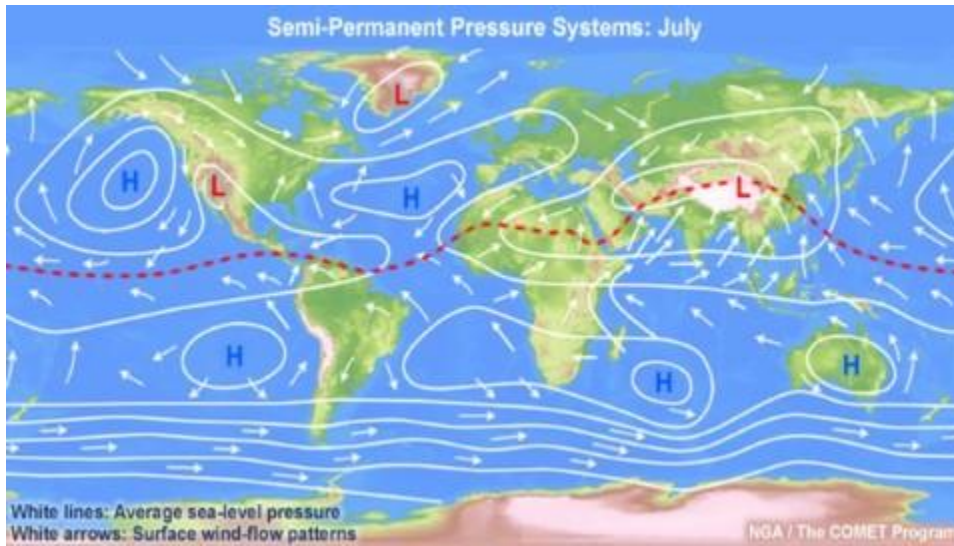 Semi-Permanent Pressure Systems: July
L
H
L
H
L
H
H
H
White lines: Average sea-level pressure
White arrows: Surface wind-flow patterns
NGA / The COMET Program